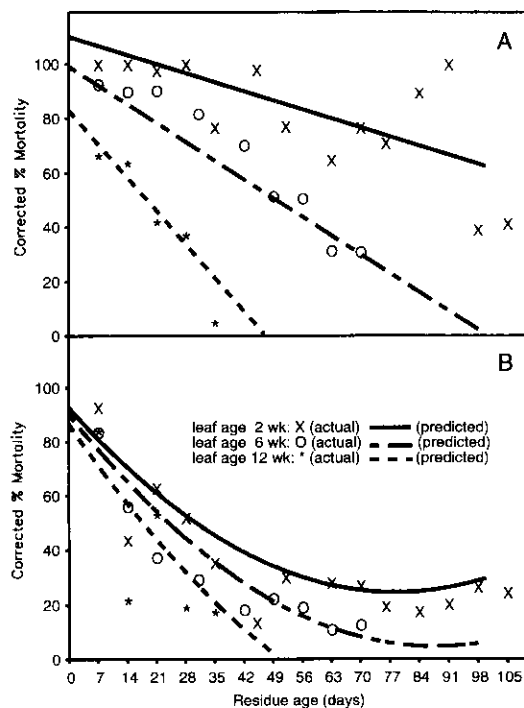 A
100
80
60
40
20
0
Corrected % Mortality
B
100
80
60
40
20
0
Corrected % Mortality
leaf age 2 wk: X (actual) (predicted)
leaf age 6 wk: O (actual) (predicted)
leaf age 12 wk: * (actual) (predicted)
0 7 14 21 28 35 42 49 56 63 70 77 84 91 98 105
Residue age (days)